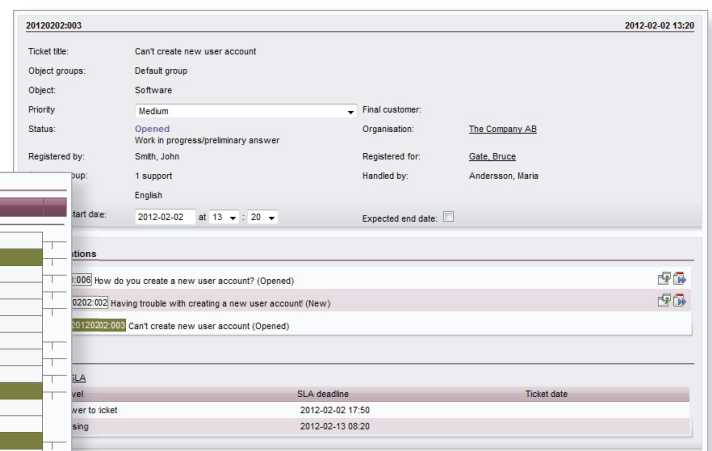 20120202:003 2012-02-02 13:20
Ticket title: Can't create new user account
Object groups: Default group
Object: Software
Priority Medium Final customer:
Status: Opened Organisation: The Company AB
Work in progress/preliminary answer
Registered by: Smith, John Registered for: Gate, Bruce
oup: 1 support Handled by: Andersson, Maria
English
start date: 2012-02-02 at 13 : 20 Expected end date:
ations
:006 How do you create a new user account? (Opened)
0202:002 Having trouble with creating a new user account! (New)
20120202:003 Can't create new user account (Opened)
SLA
vel SLA deadline Ticket date
wer to ticket 2012-02-02 17:50
sing 2012-02-13 08:20